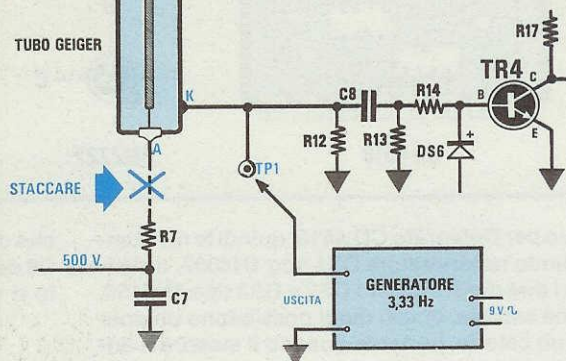 TUBO GEIGER
K
A
STACCARE
R7
500 V.
C7
TP1
R12
C8
R13
R14
DS6
+
R17
TR4
B
C
E
USCITA
GENERATORE
3,33 Hz
9 V.∿